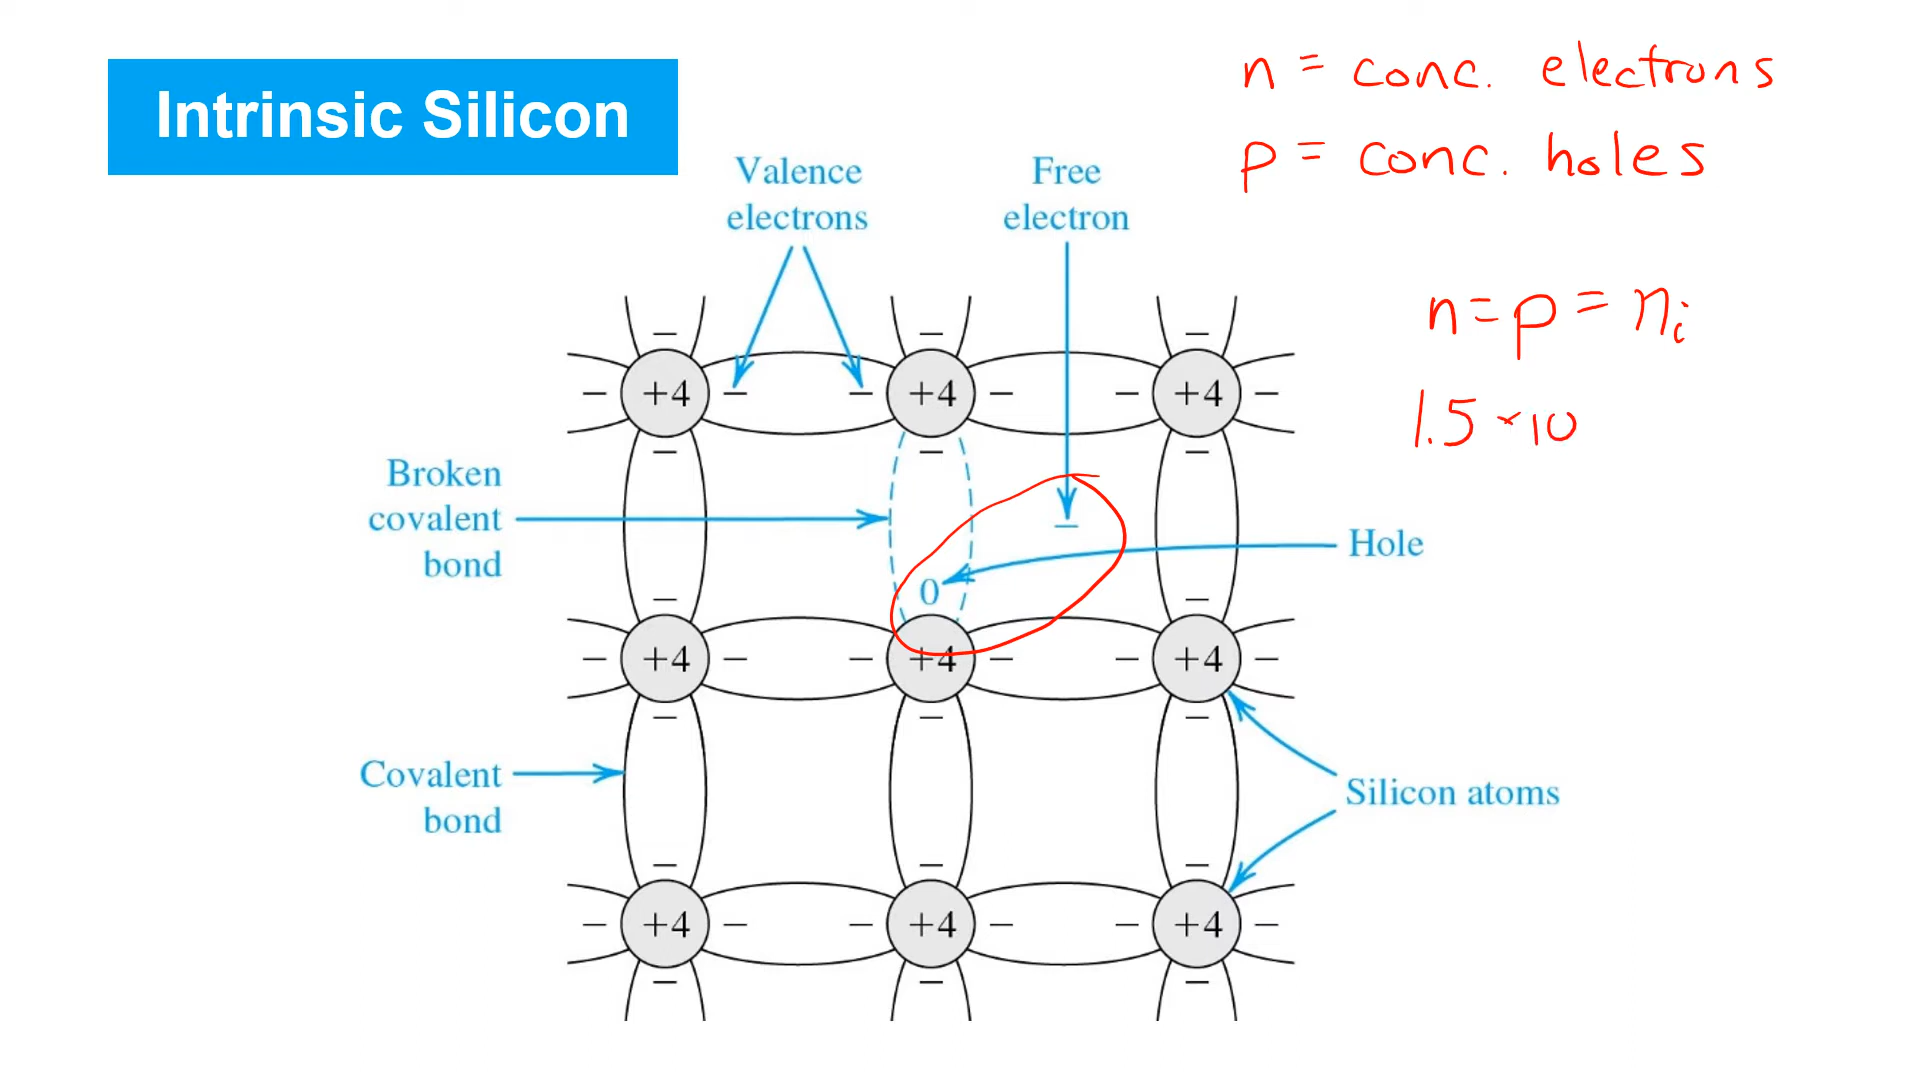 Intrinsic Silicon
n = conc. electrons
p = conc. holes
Valence
electrons
Free
electron
n = p = ni
1.5 × 10
− − −
− +4 − − +4 − − +4 −
− − −
Broken
covalent
bond
−
Hole
0
− −
− +4 − − +4 − − +4 −
− − −
Covalent
bond
Silicon atoms
− − −
− +4 − − +4 − − +4 −
− − −